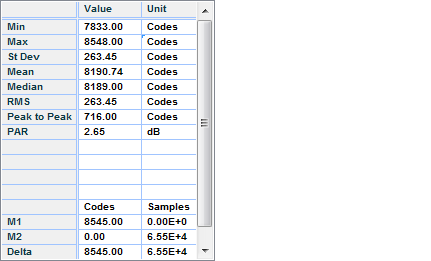 Value Unit
Min 7833.00 Codes
Max 8548.00 Codes
St Dev 263.45 Codes
Mean 8190.74 Codes
Median 8189.00 Codes
RMS 263.45 Codes
Peak to Peak 716.00 Codes
PAR 2.65 dB
Codes Samples
M1 8545.00 0.00E+0
M2 0.00 6.55E+4
Delta 8545.00 6.55E+4